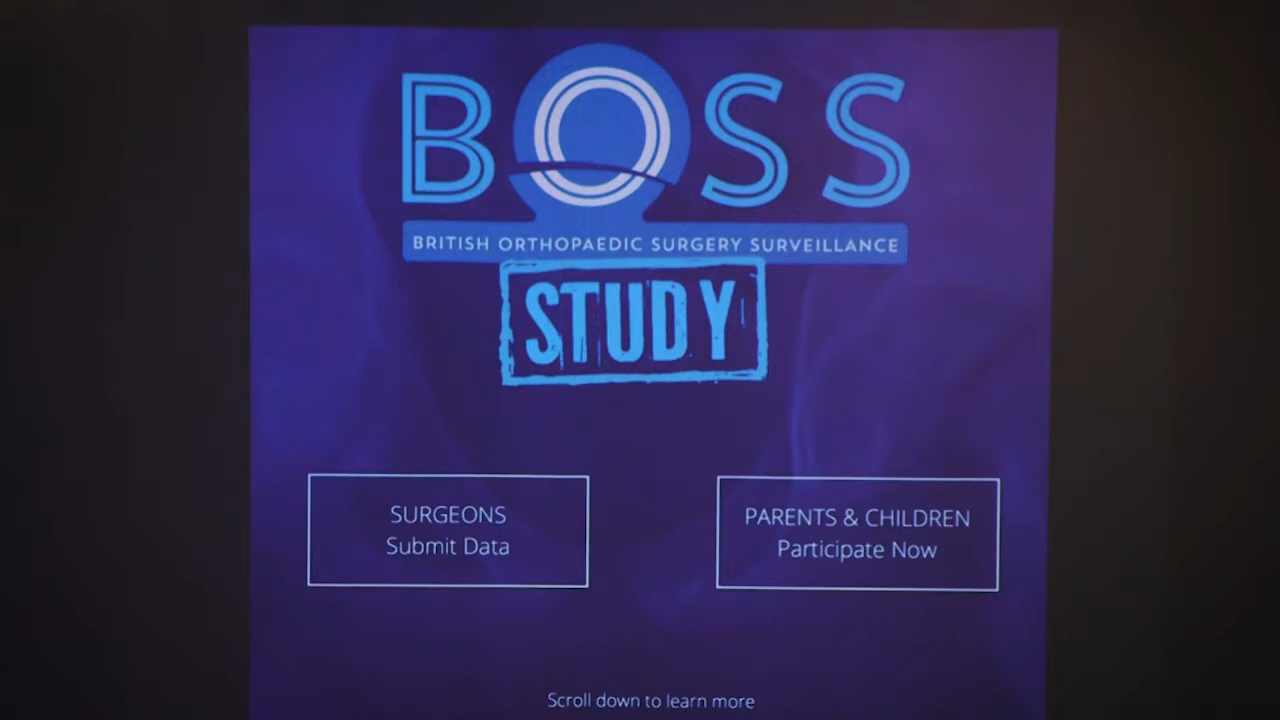 BOSS
BRITISH ORTHOPAEDIC SURGERY SURVEILLANCE
STUDY
SURGEONS
Submit Data
PARENTS & CHILDREN
Participate Now
Scroll down to learn more